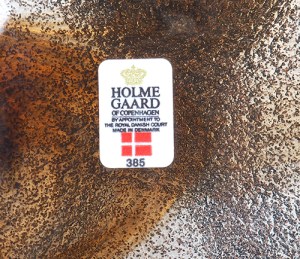 HOLME
GAARD
OF COPENHAGEN
BY APPOINTMENT TO
THE ROYAL DANISH COURT
MADE IN DENMARK
385